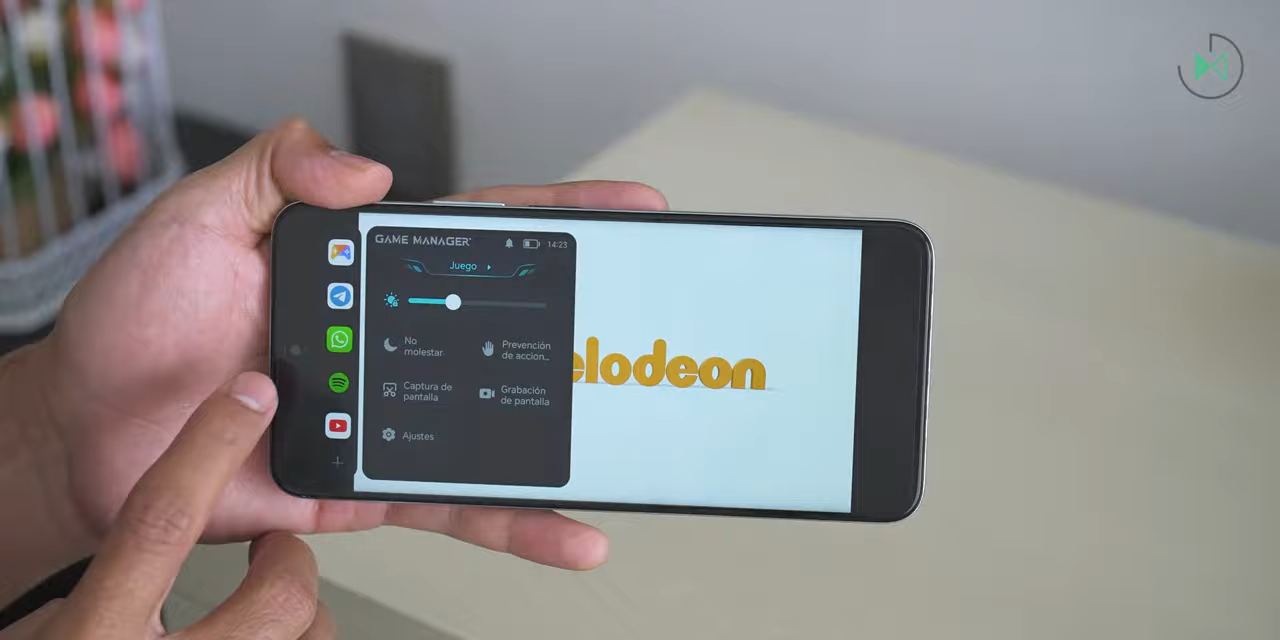 GAME MANAGER
14:23
Juego
No
molestar
Prevención
de accion...
Captura de
pantalla
Grabación
de pantalla
Ajustes
elodeon